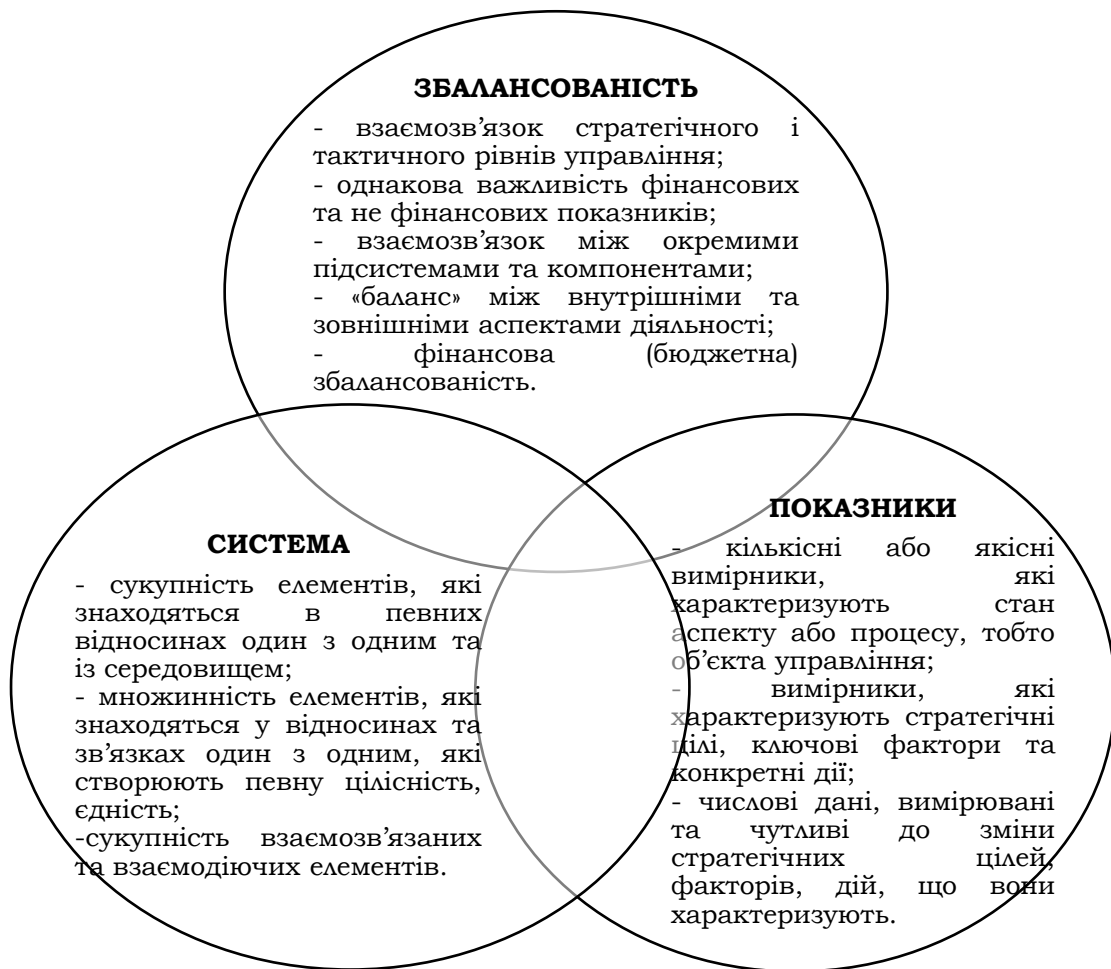 ЗБАЛАНСОВАНІСТЬ
- взаємозв’язок стратегічного і
тактичного рівнів управління;
- однакова важливість фінансових
та не фінансових показників;
- взаємозв’язок між окремими
підсистемами та компонентами;
- «баланс» між внутрішніми та
зовнішніми аспектами діяльності;
- фінансова (бюджетна)
збалансованість.
СИСТЕМА
- сукупність елементів, які
знаходяться в певних
відносинах один з одним та
із середовищем;
- множинність елементів, які
знаходяться у відносинах та
зв’язках один з одним, які
створюють певну цілісність,
єдність;
-сукупність взаємозв’язаних
та взаємодіючих елементів.
ПОКАЗНИКИ
- кількісні або якісні
вимірники, які
характеризують стан
аспекту або процесу, тобто
об’єкта управління;
- вимірники, які
характеризують стратегічні
цілі, ключові фактори та
конкретні дії;
- числові дані, вимірювані
та чутливі до зміни
стратегічних цілей,
факторів, дій, що вони
характеризують.